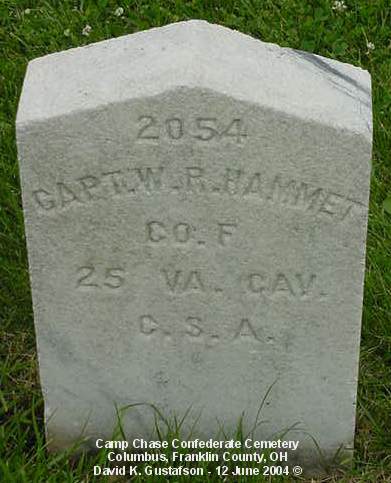 2054
CAPT. W. R. HAMMET
CO. F
25 VA. CAV.
C. S. A.
Camp Chase Confederate Cemetery
Columbus, Franklin County, OH
David K. Gustafson - 12 June 2004 ©